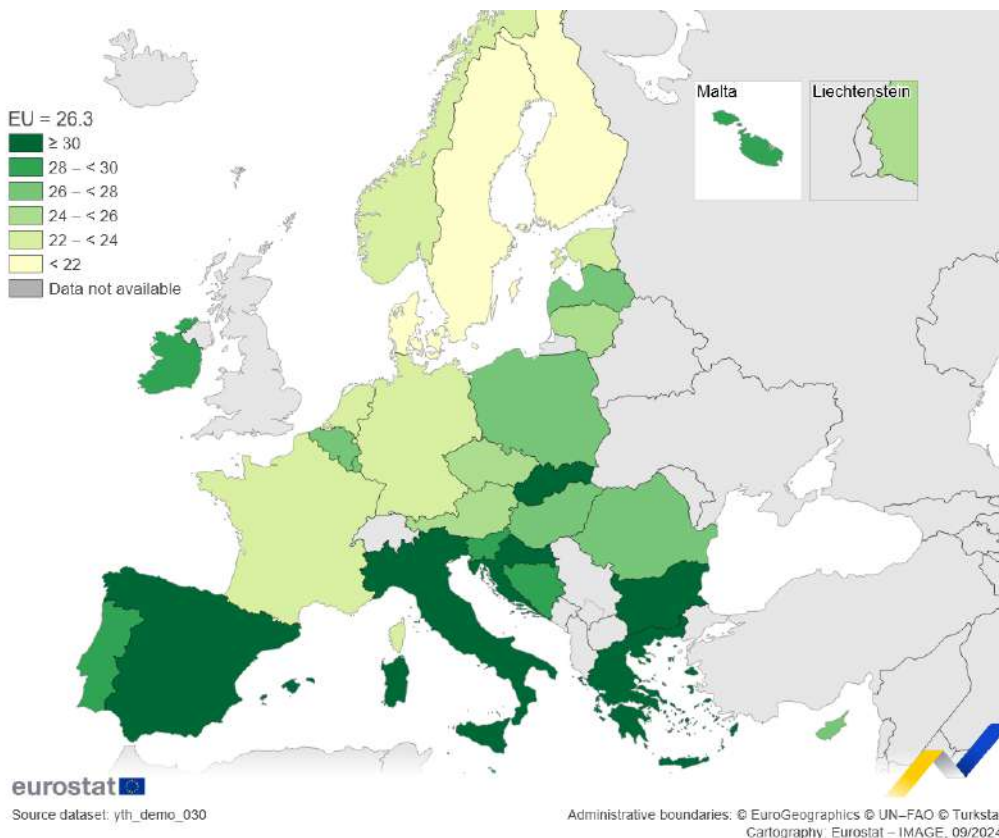 Malta
Liechtenstein
EU = 26.3
≥ 30
28 – < 30
26 – < 28
24 – < 26
22 – < 24
< 22
Data not available
eurostat
Source dataset: yth_demo_030
Administrative boundaries: © EuroGeographics © UN–FAO © Turksta
Cartography: Eurostat – IMAGE, 09/2024